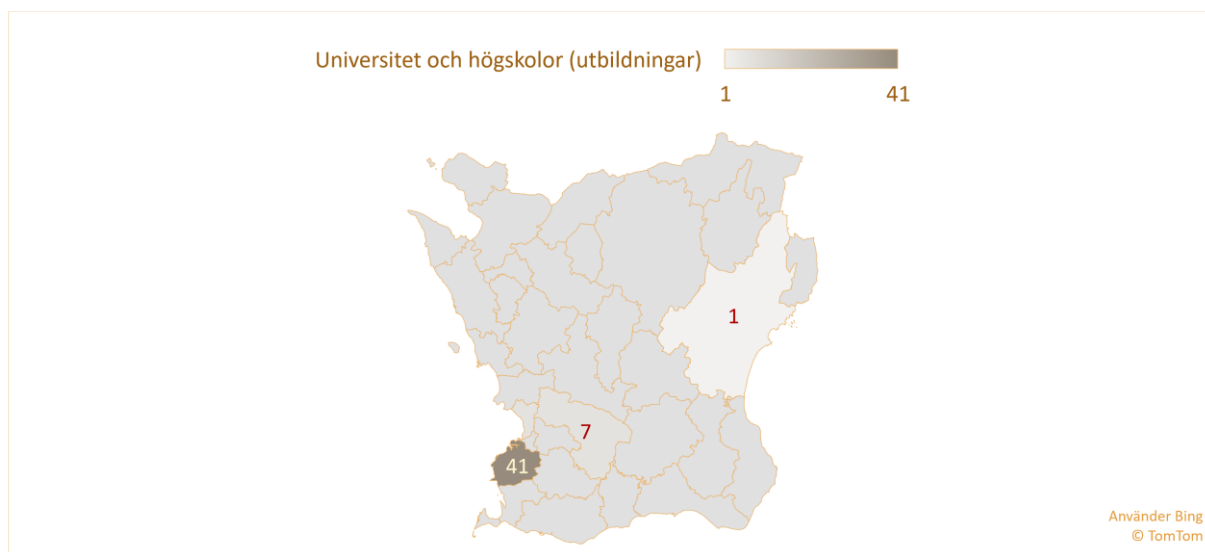 Universitet och högskolor (utbildningar)
1 41
1
7
41
Använder Bing
© TomTom